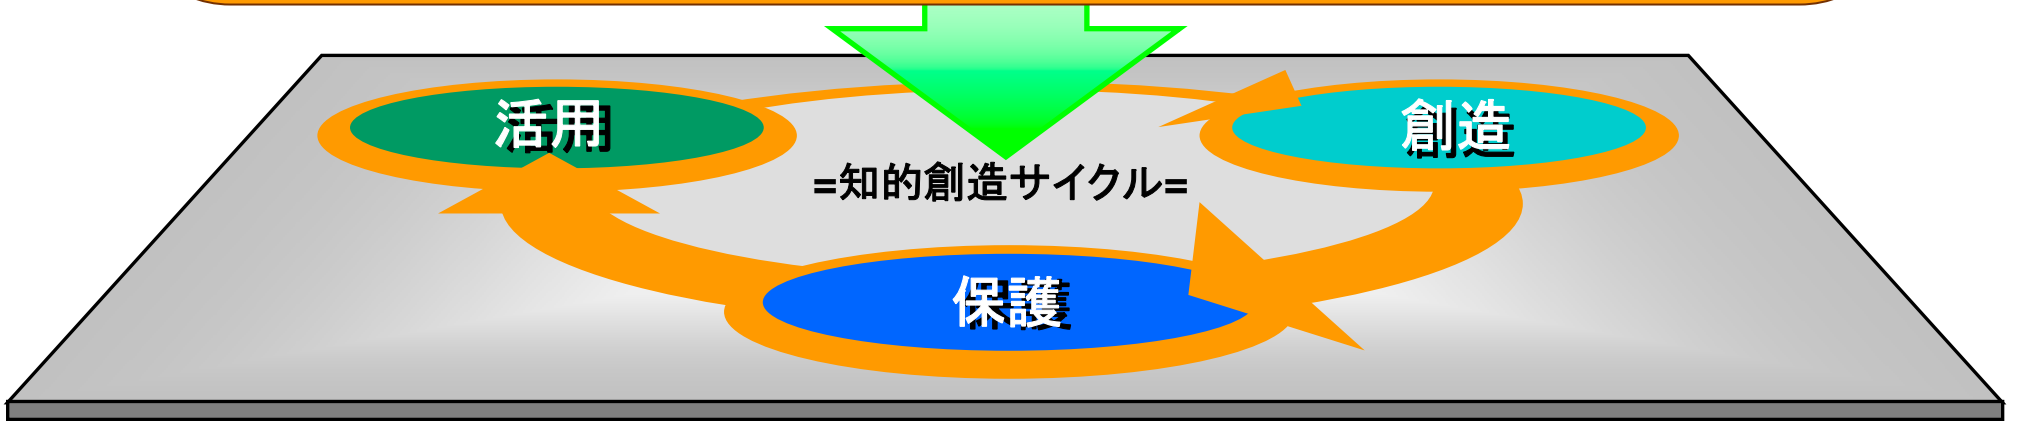 活用
創造
=知的創造サイクル=
保護